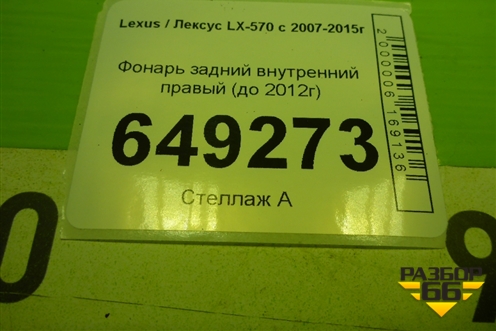 Lexus / Лексус LX-570 с 2007-2015г
Фонарь задний внутренний
правый (до 2012г)
649273
Стеллаж А
2000006169136
РАЗБОР
66